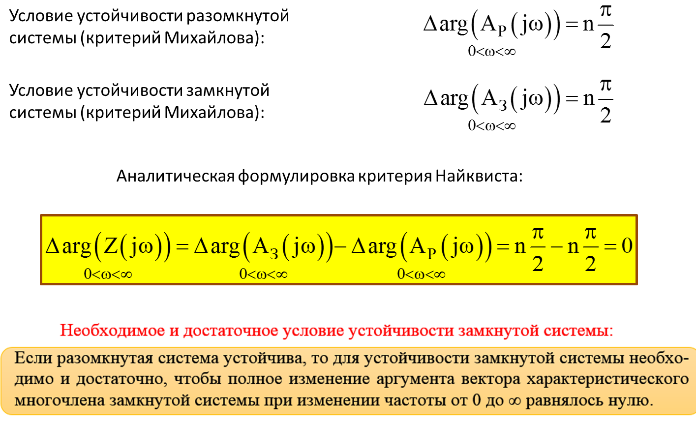 Условие устойчивости разомкнутой
системы (критерий Михайлова):
Δarg(A_P(jω)) = n π/2
0<ω<∞
Условие устойчивости замкнутой
системы (критерий Михайлова):
Δarg(A_З(jω)) = n π/2
0<ω<∞
Аналитическая формулировка критерия Найквиста:
Δarg(Z(jω)) = Δarg(A_З(jω)) − Δarg(A_P(jω)) = n π/2 − n π/2 = 0
0<ω<∞ 0<ω<∞ 0<ω<∞
Необходимое и достаточное условие устойчивости замкнутой системы:
Если разомкнутая система устойчива, то для устойчивости замкнутой системы необхо-
димо и достаточно, чтобы полное изменение аргумента вектора характеристического
многочлена замкнутой системы при изменении частоты от 0 до ∞ равнялось нулю.